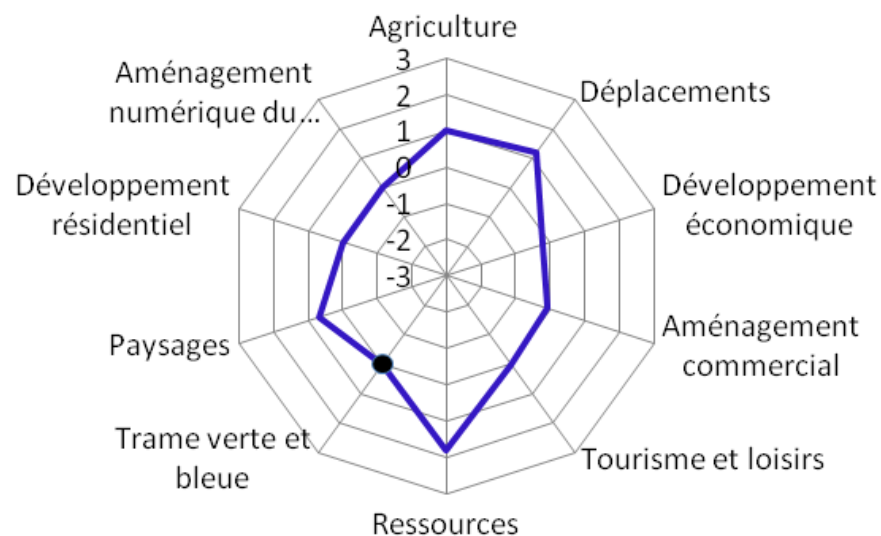 Agriculture
3
2
1
0
-1
-2
-3
Déplacements
Développement
économique
Aménagement
commercial
Tourisme et loisirs
Ressources
Trame verte et
bleue
Paysages
Développement
résidentiel
Aménagement
numérique du...